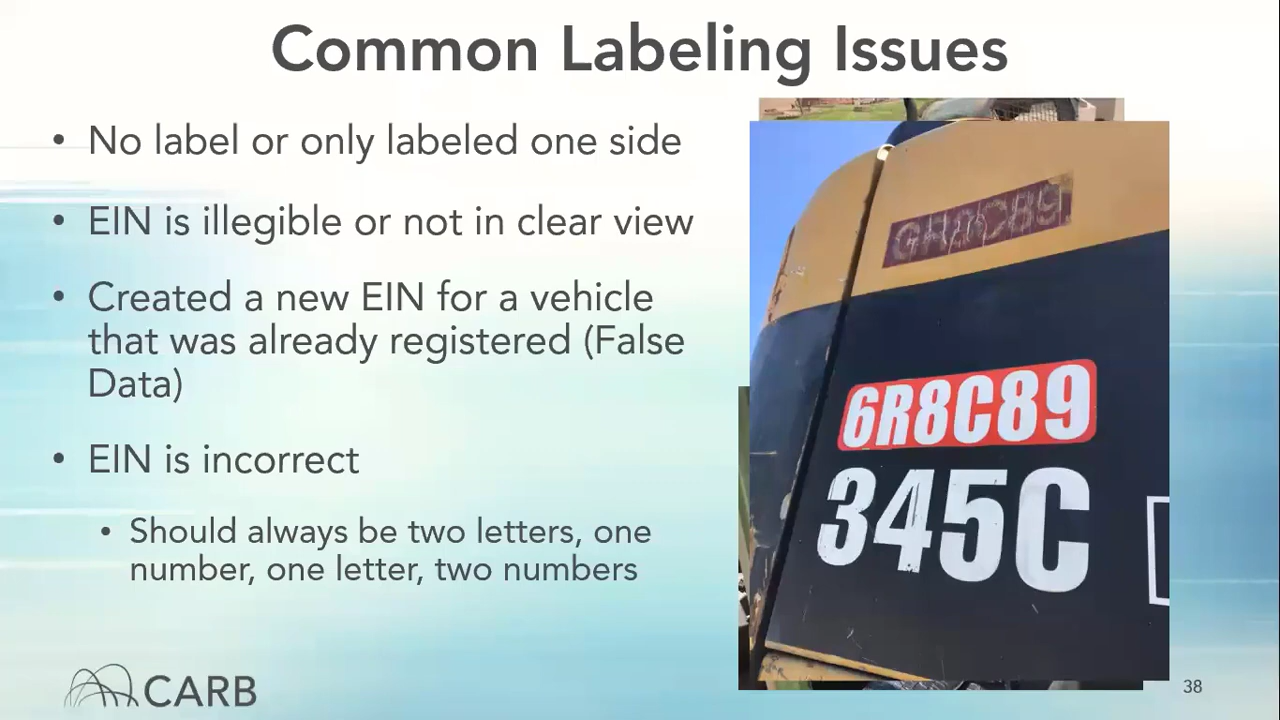 Common Labeling Issues
• No label or only labeled one side
• EIN is illegible or not in clear view
• Created a new EIN for a vehicle
that was already registered (False
Data)
• EIN is incorrect
• Should always be two letters, one
number, one letter, two numbers
6R8C89
345C
CARB
38